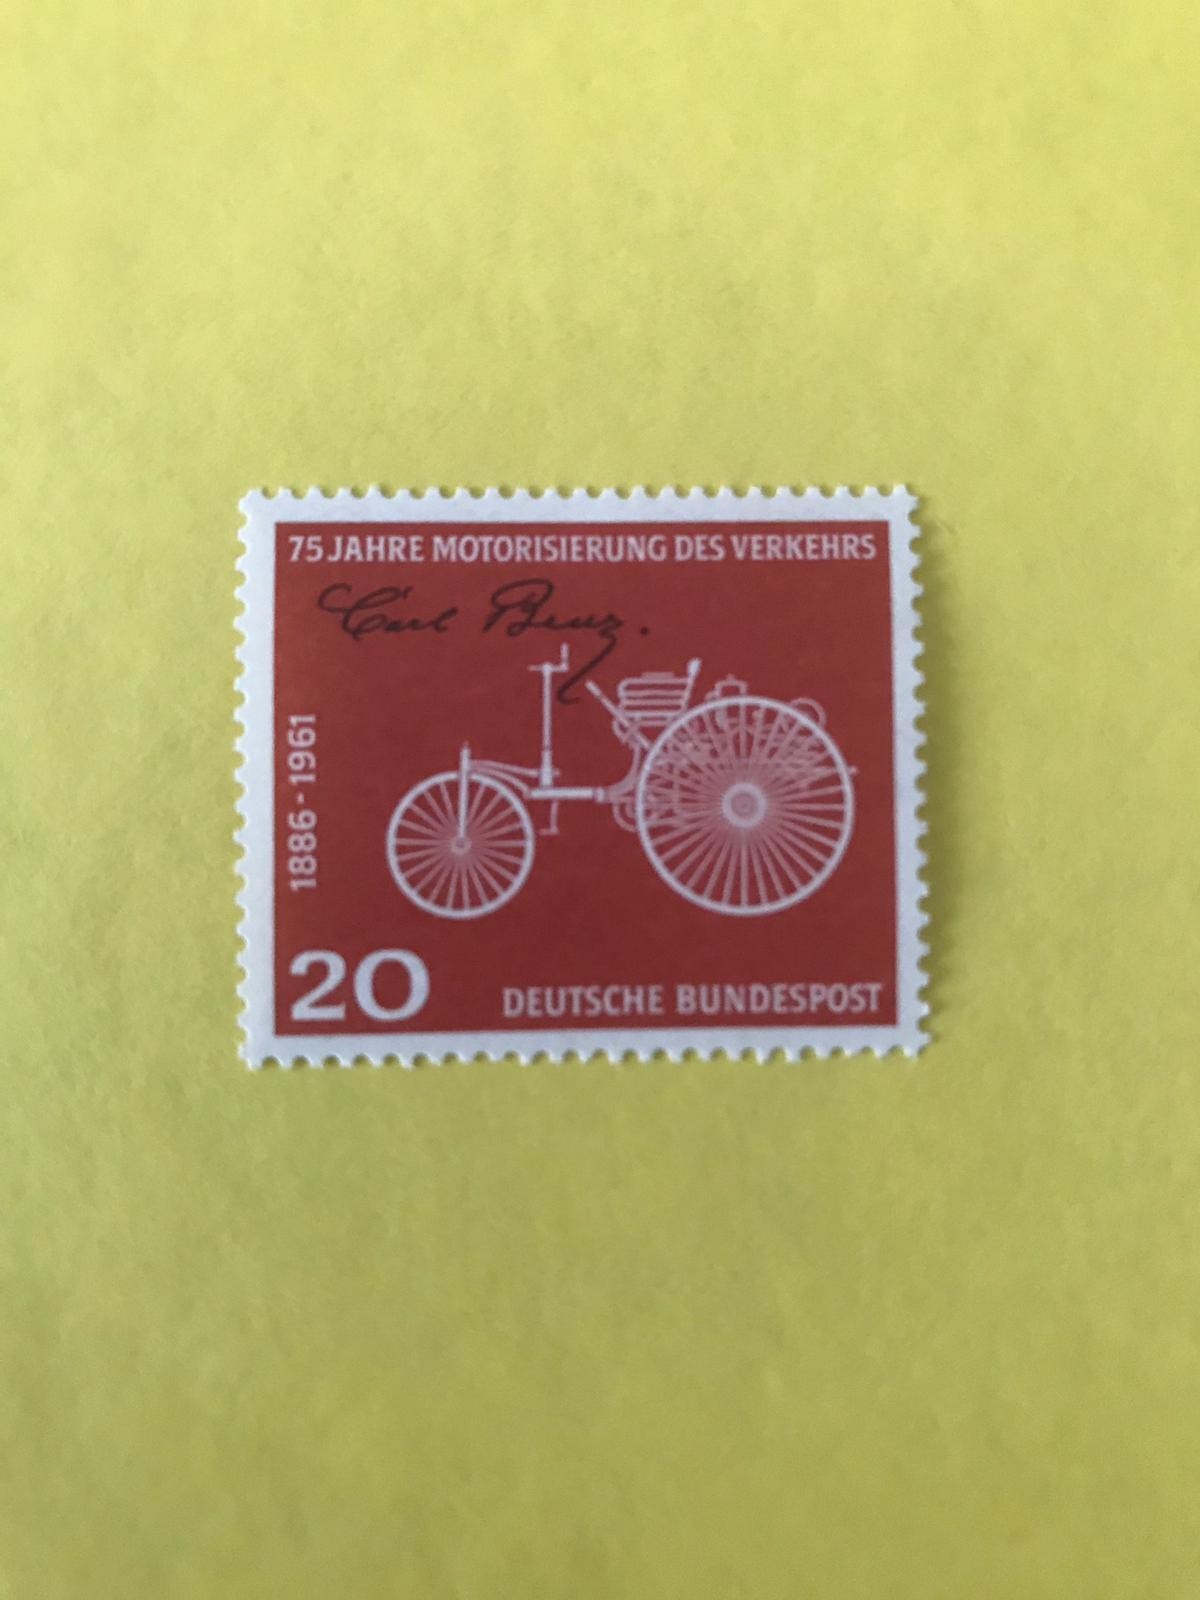 75 JAHRE MOTORISIERUNG DES VERKEHRS
Carl Benz.
1886-1961
20
DEUTSCHE BUNDESPOST